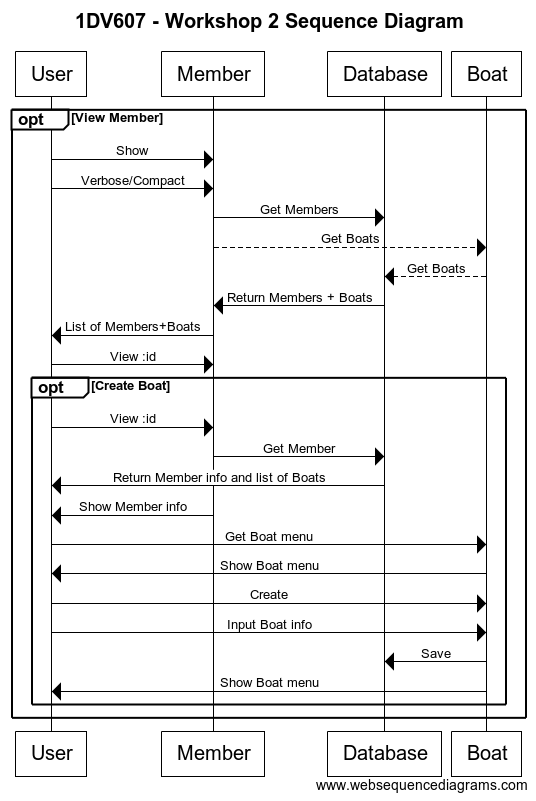 1DV607 - Workshop 2 Sequence Diagram
User Member Database Boat
opt [View Member]
Show
Verbose/Compact
Get Members
Get Boats
Get Boats
Return Members + Boats
List of Members+Boats
View :id
opt [Create Boat]
View :id
Get Member
Return Member info and list of Boats
Show Member info
Get Boat menu
Show Boat menu
Create
Input Boat info
Save
Show Boat menu
User Member Database Boat
www.websequencediagrams.com